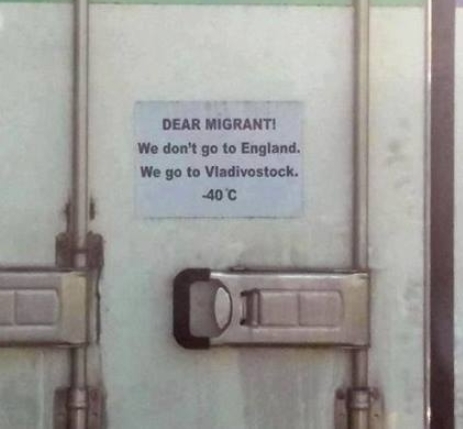 DEAR MIGRANT!
We don't go to England.
We go to Vladivostock.
-40°C